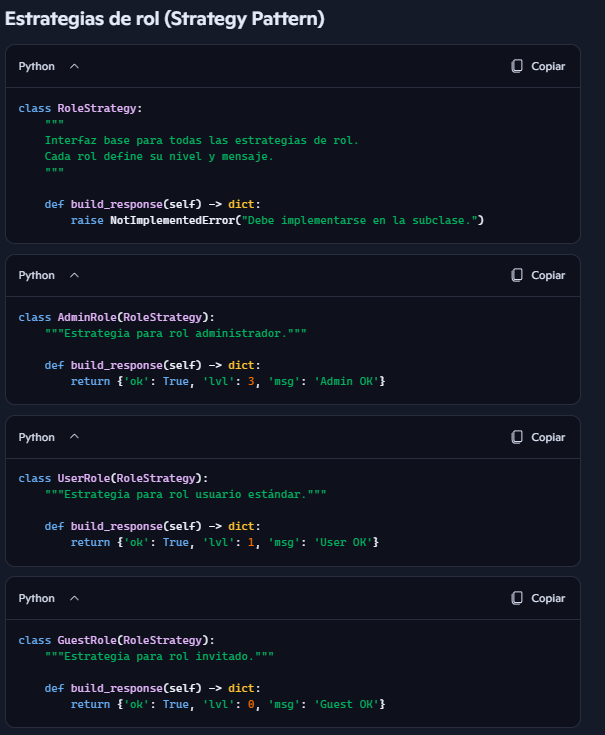 Estrategias de rol (Strategy Pattern)
Python
Copiar
class RoleStrategy:
    """
    Interfaz base para todas las estrategias de rol.
    Cada rol define su nivel y mensaje.
    """
    def build_response(self) -> dict:
        raise NotImplementedError("Debe implementarse en la subclase.")
Python
Copiar
class AdminRole(RoleStrategy):
    """Estrategia para rol administrador."""
    def build_response(self) -> dict:
        return {'ok': True, 'lvl': 3, 'msg': 'Admin OK'}
Python
Copiar
class UserRole(RoleStrategy):
    """Estrategia para rol usuario estándar."""
    def build_response(self) -> dict:
        return {'ok': True, 'lvl': 1, 'msg': 'User OK'}
Python
Copiar
class GuestRole(RoleStrategy):
    """Estrategia para rol invitado."""
    def build_response(self) -> dict:
        return {'ok': True, 'lvl': 0, 'msg': 'Guest OK'}